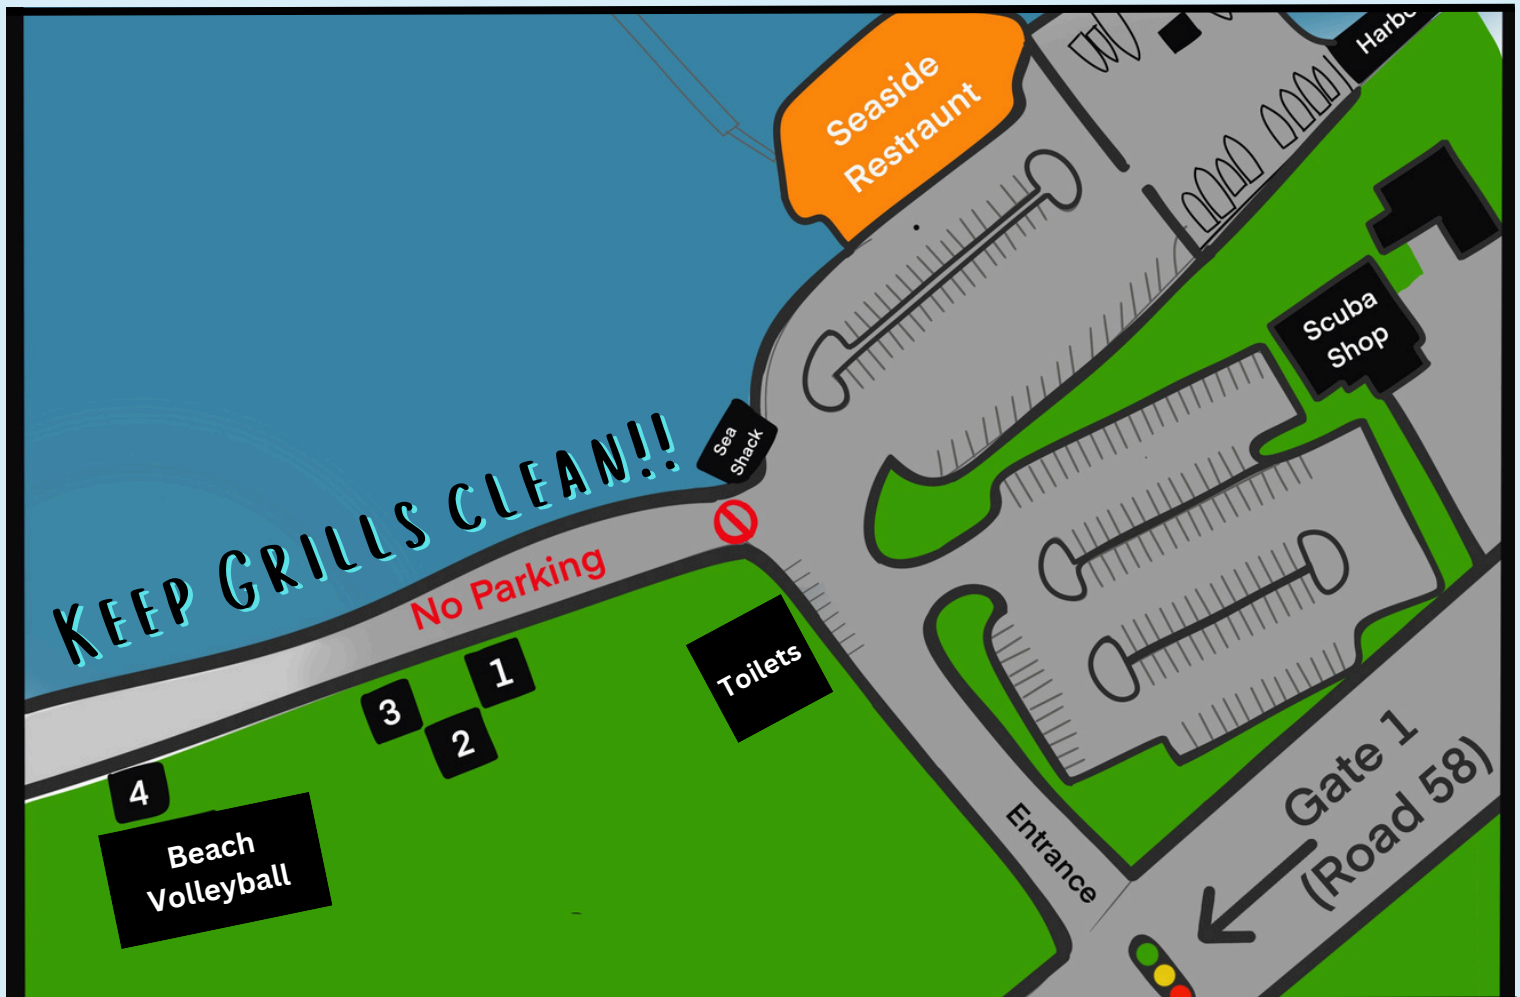 Seaside
Restraunt
Harbo
Scuba
Shop
Sea
Shack
KEEP GRILLS CLEAN!!
No Parking
1
3
2
Toilets
4
Beach
Volleyball
Entrance
Gate 1
(Road 58)